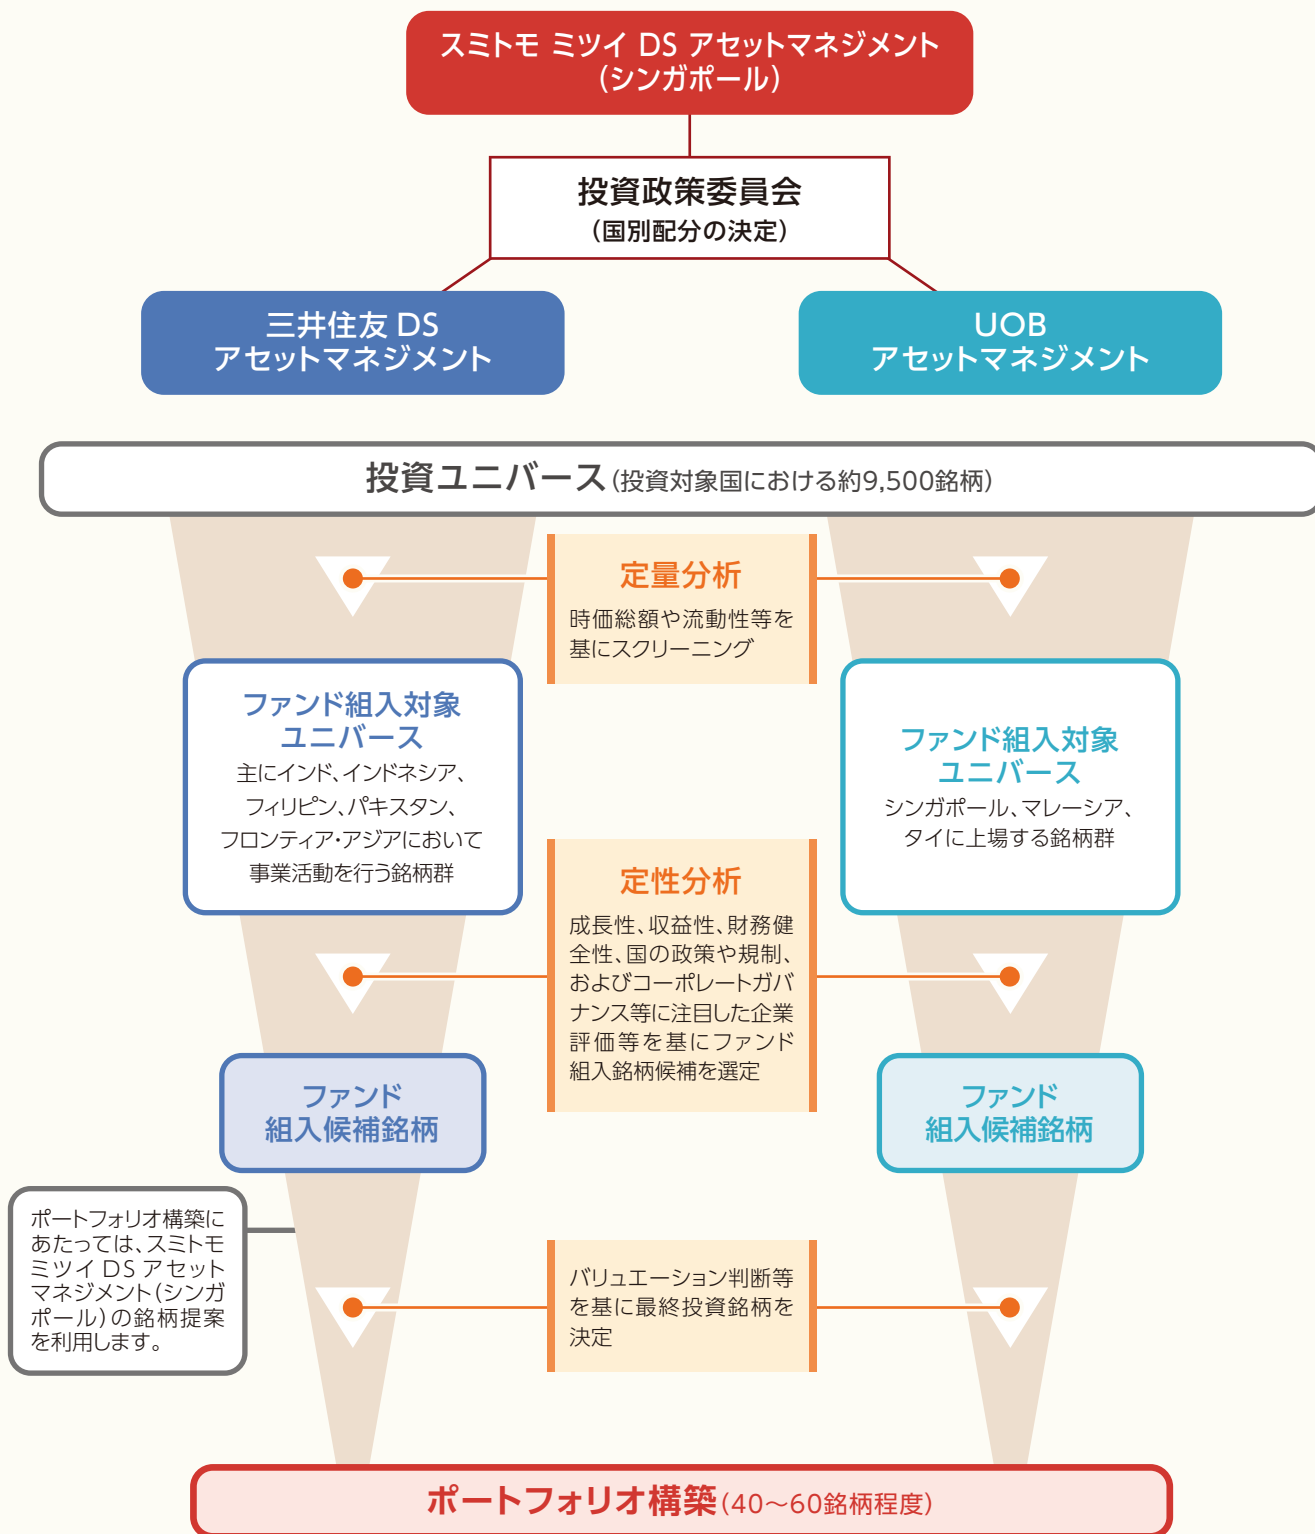 スミトモ ミツイ DS アセットマネジメント
(シンガポール)
投資政策委員会
(国別配分の決定)
三井住友 DS
アセットマネジメント
UOB
アセットマネジメント
投資ユニバース(投資対象国における約9,500銘柄)
定量分析
時価総額や流動性等を
基にスクリーニング
ファンド組入対象
ユニバース
主にインド、インドネシア、
フィリピン、パキスタン、
フロンティア・アジアにおいて
事業活動を行う銘柄群
ファンド組入対象
ユニバース
シンガポール、マレーシア、
タイに上場する銘柄群
定性分析
成長性、収益性、財務健
全性、国の政策や規制、
およびコーポレートガバ
ナンス等に注目した企業
評価等を基にファンド
組入銘柄候補を選定
ファンド
組入候補銘柄
ファンド
組入候補銘柄
ポートフォリオ構築に
あたっては、スミトモ
ミツイ DS アセット
マネジメント(シンガ
ポール)の銘柄提案
を利用します。
バリュエーション判断等
を基に最終投資銘柄を
決定
ポートフォリオ構築(40〜60銘柄程度)